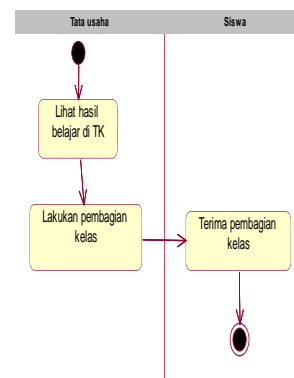 Tata usaha
Siswa
Lihat hasil
belajar di TK
Lakukan pembagian
kelas
Terima pembagian
kelas